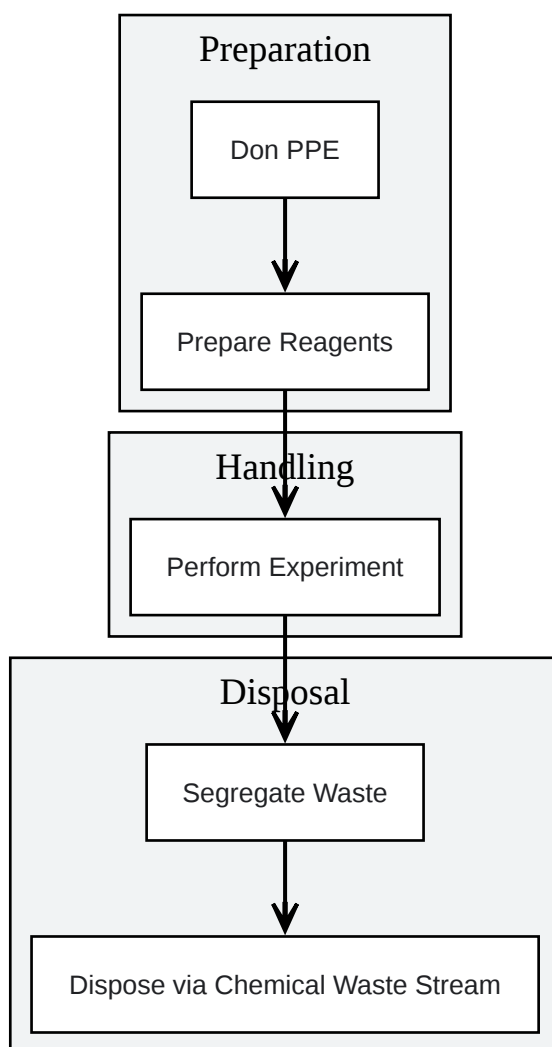 Preparation
Don PPE
Prepare Reagents
Handling
Perform Experiment
Disposal
Segregate Waste
Dispose via Chemical Waste Stream